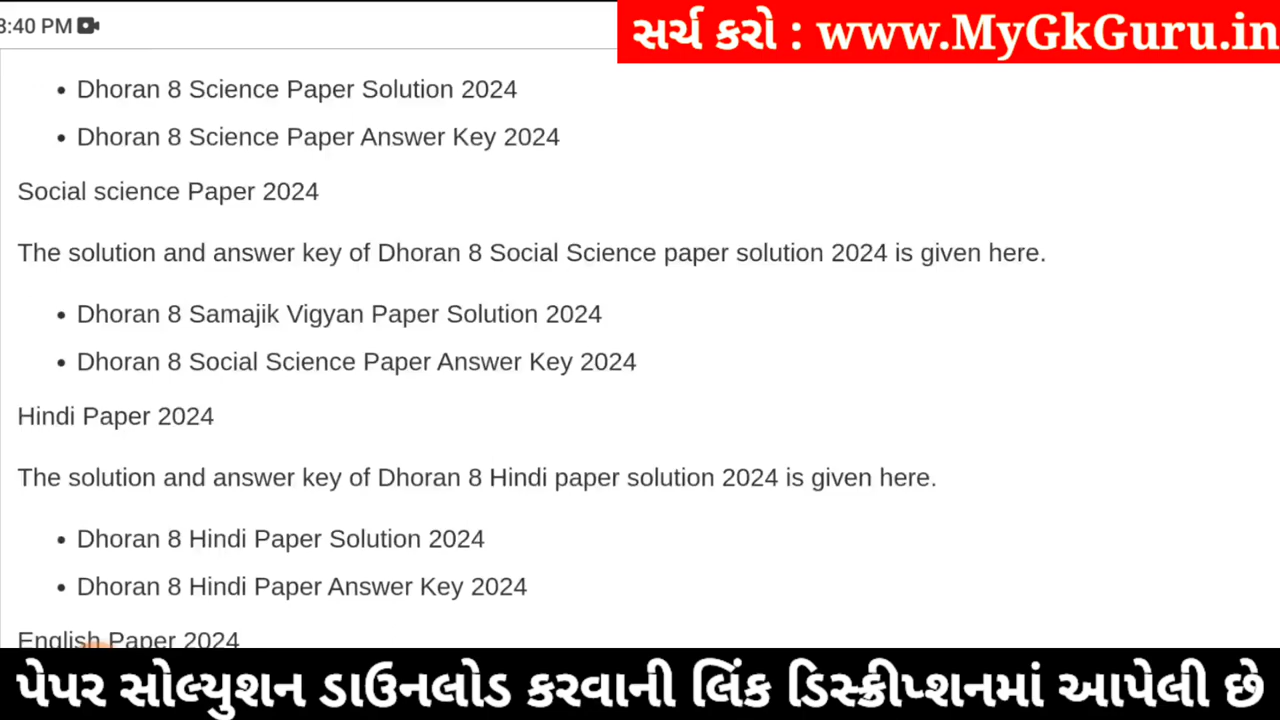 3:40 PM
સર્ચ કરો : www.MyGkGuru.in
Dhoran 8 Science Paper Solution 2024
Dhoran 8 Science Paper Answer Key 2024
Social science Paper 2024
The solution and answer key of Dhoran 8 Social Science paper solution 2024 is given here.
Dhoran 8 Samajik Vigyan Paper Solution 2024
Dhoran 8 Social Science Paper Answer Key 2024
Hindi Paper 2024
The solution and answer key of Dhoran 8 Hindi paper solution 2024 is given here.
Dhoran 8 Hindi Paper Solution 2024
Dhoran 8 Hindi Paper Answer Key 2024
English Paper 2024
પેપર સોલ્યુશન ડાઉનલોડ કરવાની લિંક ડિસ્ક્રીપ્શનમાં આપેલી છે